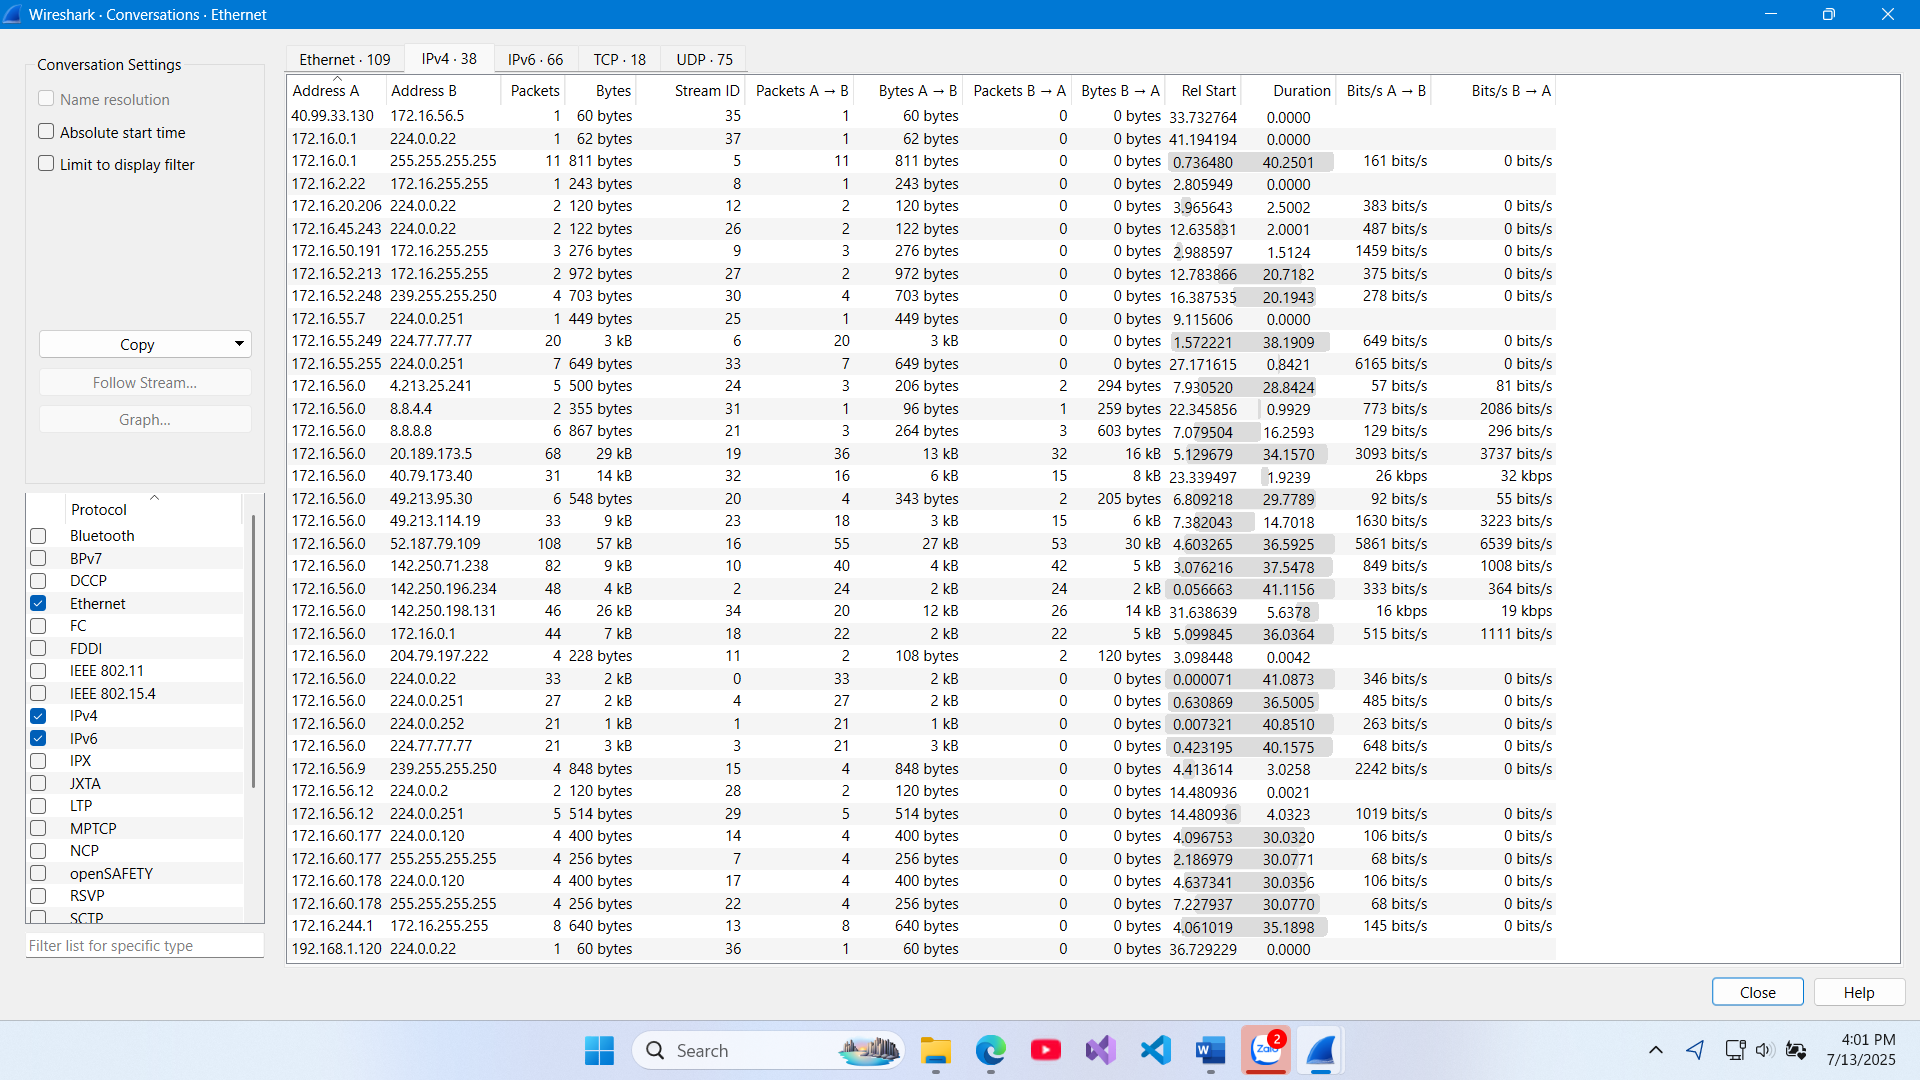 Wireshark · Conversations · Ethernet
Conversation Settings
Name resolution
Absolute start time
Limit to display filter
Copy
Follow Stream...
Graph...
Protocol
Bluetooth
BPv7
DCCP
Ethernet
FC
FDDI
IEEE 802.11
IEEE 802.15.4
IPv4
IPv6
IPX
JXTA
LTP
MPTCP
NCP
openSAFETY
RSVP
SCTP
Filter list for specific type
Ethernet · 109 IPv4 · 38 IPv6 · 66 TCP · 18 UDP · 75
Address A Address B Packets Bytes Stream ID Packets A → B Bytes A → B Packets B → A Bytes B → A Rel Start Duration Bits/s A → B Bits/s B → A
40.99.33.130 172.16.56.5 1 60 bytes 35 1 60 bytes 0 0 bytes 33.732764 0.0000
172.16.0.1 224.0.0.22 1 62 bytes 37 1 62 bytes 0 0 bytes 41.194194 0.0000
172.16.0.1 255.255.255.255 11 811 bytes 5 11 811 bytes 0 0 bytes 0.736480 40.2501 161 bits/s 0 bits/s
172.16.2.22 172.16.255.255 1 243 bytes 8 1 243 bytes 0 0 bytes 2.805949 0.0000
172.16.20.206 224.0.0.22 2 120 bytes 12 2 120 bytes 0 0 bytes 3.965643 2.5002 383 bits/s 0 bits/s
172.16.45.243 224.0.0.22 2 122 bytes 26 2 122 bytes 0 0 bytes 12.635831 2.0001 487 bits/s 0 bits/s
172.16.50.191 172.16.255.255 3 276 bytes 9 3 276 bytes 0 0 bytes 2.988597 1.5124 1459 bits/s 0 bits/s
172.16.52.213 172.16.255.255 2 972 bytes 27 2 972 bytes 0 0 bytes 12.783866 20.7182 375 bits/s 0 bits/s
172.16.52.248 239.255.255.250 4 703 bytes 30 4 703 bytes 0 0 bytes 16.387535 20.1943 278 bits/s 0 bits/s
172.16.55.7 224.0.0.251 1 449 bytes 25 1 449 bytes 0 0 bytes 9.115606 0.0000
172.16.55.249 224.77.77.77 20 3 kB 6 20 3 kB 0 0 bytes 1.572221 38.1909 649 bits/s 0 bits/s
172.16.55.255 224.0.0.251 7 649 bytes 33 7 649 bytes 0 0 bytes 27.171615 0.8421 6165 bits/s 0 bits/s
172.16.56.0 4.213.25.241 5 500 bytes 24 3 206 bytes 2 294 bytes 7.930520 28.8424 57 bits/s 81 bits/s
172.16.56.0 8.8.4.4 2 355 bytes 31 1 96 bytes 1 259 bytes 22.345856 0.9929 773 bits/s 2086 bits/s
172.16.56.0 8.8.8.8 6 867 bytes 21 3 264 bytes 3 603 bytes 7.079504 16.2593 129 bits/s 296 bits/s
172.16.56.0 20.189.173.5 68 29 kB 19 36 13 kB 32 16 kB 5.129679 34.1570 3093 bits/s 3737 bits/s
172.16.56.0 40.79.173.40 31 14 kB 32 16 6 kB 15 8 kB 23.339497 1.9239 26 kbps 32 kbps
172.16.56.0 49.213.95.30 6 548 bytes 20 4 343 bytes 2 205 bytes 6.809218 29.7789 92 bits/s 55 bits/s
172.16.56.0 49.213.114.19 33 9 kB 23 18 3 kB 15 6 kB 7.382043 14.7018 1630 bits/s 3223 bits/s
172.16.56.0 52.187.79.109 108 57 kB 16 55 27 kB 53 30 kB 4.603265 36.5925 5861 bits/s 6539 bits/s
172.16.56.0 142.250.71.238 82 9 kB 10 40 4 kB 42 5 kB 3.076216 37.5478 849 bits/s 1008 bits/s
172.16.56.0 142.250.196.234 48 4 kB 2 24 2 kB 24 2 kB 0.056663 41.1156 333 bits/s 364 bits/s
172.16.56.0 142.250.198.131 46 26 kB 34 20 12 kB 26 14 kB 31.638639 5.6378 16 kbps 19 kbps
172.16.56.0 172.16.0.1 44 7 kB 18 22 2 kB 22 5 kB 5.099845 36.0364 515 bits/s 1111 bits/s
172.16.56.0 204.79.197.222 4 228 bytes 11 2 108 bytes 2 120 bytes 3.098448 0.0042
172.16.56.0 224.0.0.22 33 2 kB 0 33 2 kB 0 0 bytes 0.000071 41.0873 346 bits/s 0 bits/s
172.16.56.0 224.0.0.251 27 2 kB 4 27 2 kB 0 0 bytes 0.630869 36.5005 485 bits/s 0 bits/s
172.16.56.0 224.0.0.252 21 1 kB 1 21 1 kB 0 0 bytes 0.007321 40.8510 263 bits/s 0 bits/s
172.16.56.0 224.77.77.77 21 3 kB 3 21 3 kB 0 0 bytes 0.423195 40.1575 648 bits/s 0 bits/s
172.16.56.9 239.255.255.250 4 848 bytes 15 4 848 bytes 0 0 bytes 4.413614 3.0258 2242 bits/s 0 bits/s
172.16.56.12 224.0.0.2 2 120 bytes 28 2 120 bytes 0 0 bytes 14.480936 0.0021
172.16.56.12 224.0.0.251 5 514 bytes 29 5 514 bytes 0 0 bytes 14.480936 4.0323 1019 bits/s 0 bits/s
172.16.60.177 224.0.0.120 4 400 bytes 14 4 400 bytes 0 0 bytes 4.096753 30.0320 106 bits/s 0 bits/s
172.16.60.177 255.255.255.255 4 256 bytes 7 4 256 bytes 0 0 bytes 2.186979 30.0771 68 bits/s 0 bits/s
172.16.60.178 224.0.0.120 4 400 bytes 17 4 400 bytes 0 0 bytes 4.637341 30.0356 106 bits/s 0 bits/s
172.16.60.178 255.255.255.255 4 256 bytes 22 4 256 bytes 0 0 bytes 7.227937 30.0770 68 bits/s 0 bits/s
172.16.244.1 172.16.255.255 8 640 bytes 13 8 640 bytes 0 0 bytes 4.061019 35.1898 145 bits/s 0 bits/s
192.168.1.120 224.0.0.22 1 60 bytes 36 1 60 bytes 0 0 bytes 36.729229 0.0000
Close Help
Search
Zalo 2
4:01 PM
7/13/2025